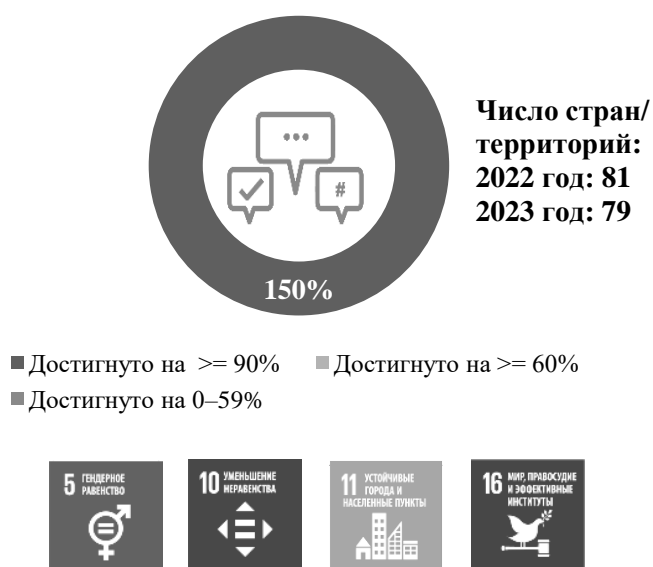 #
Число стран/
территорий:
2022 год: 81
2023 год: 79
150%
Достигнуто на >= 90%
Достигнуто на >= 60%
Достигнуто на 0–59%
5 ГЕНДЕРНОЕ
РАВЕНСТВО
10 УМЕНЬШЕНИЕ
НЕРАВЕНСТВА
11 УСТОЙЧИВЫЕ
ГОРОДА И
НАСЕЛЕННЫЕ ПУНКТЫ
16 МИР, ПРАВОСУДИЕ
И ЭФФЕКТИВНЫЕ
ИНСТИТУТЫ